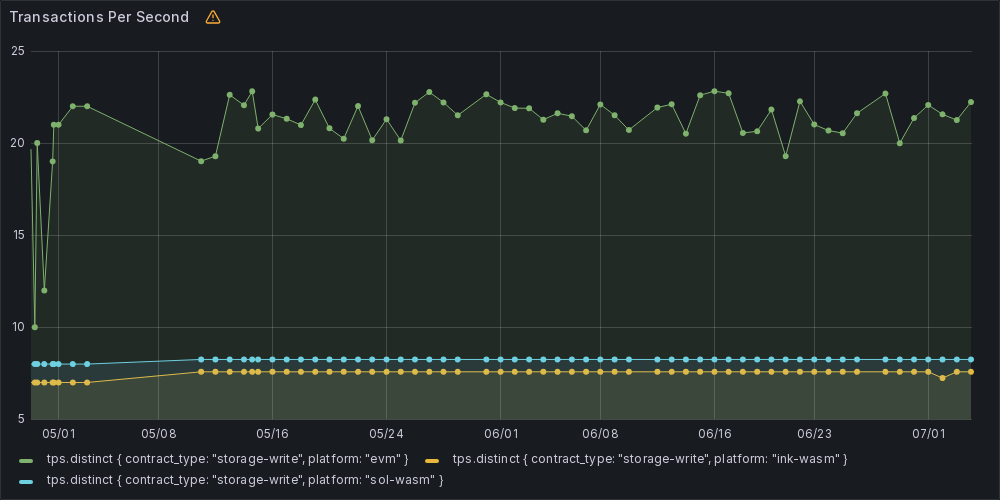 Transactions Per Second
25
20
15
10
5
05/01 05/08 05/16 05/24 06/01 06/08 06/16 06/23 07/01
tps.distinct { contract_type: "storage-write", platform: "evm" } tps.distinct { contract_type: "storage-write", platform: "ink-wasm" }
tps.distinct { contract_type: "storage-write", platform: "sol-wasm" }